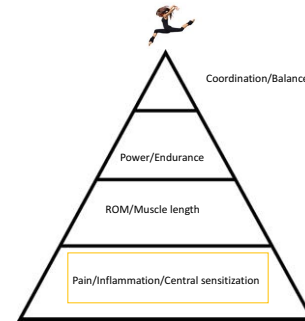 Coordination/Balance
Power/Endurance
ROM/Muscle length
Pain/Inflammation/Central sensitization